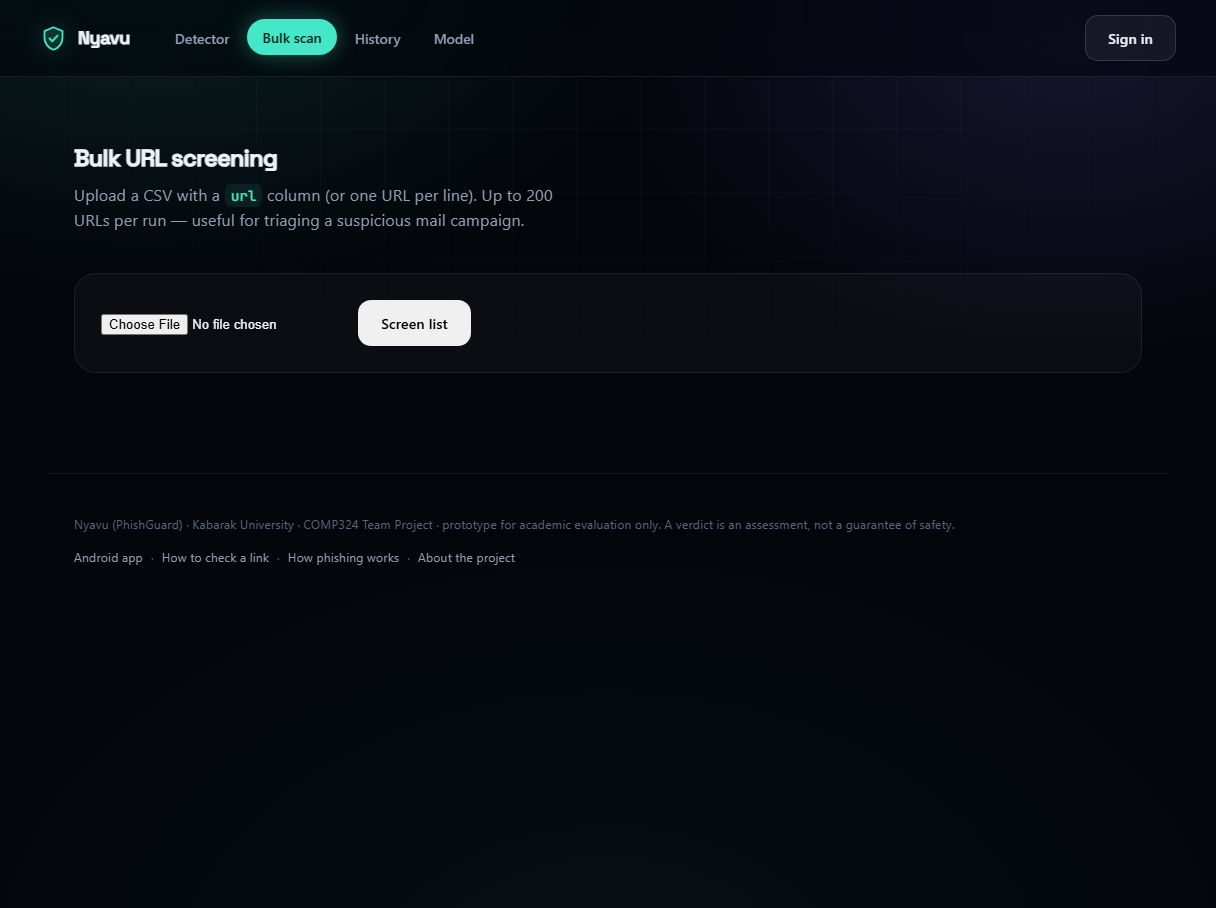 Nyavu
Detector
Bulk scan
History
Model
Sign in
Bulk URL screening
Upload a CSV with a url column (or one URL per line). Up to 200
URLs per run — useful for triaging a suspicious mail campaign.
Choose File No file chosen
Screen list
Nyavu (PhishGuard) · Kabarak University · COMP324 Team Project · prototype for academic evaluation only. A verdict is an assessment, not a guarantee of safety.
Android app · How to check a link · How phishing works · About the project